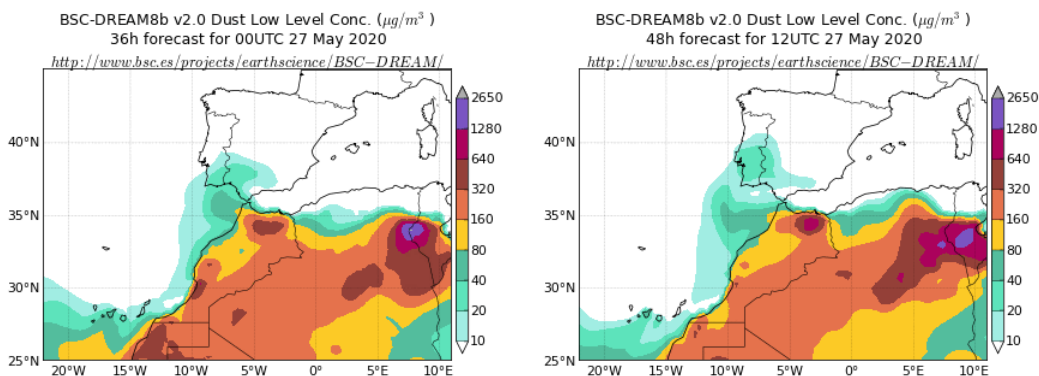 BSC-DREAM8b v2.0 Dust Low Level Conc. (μg/m³ )
36h forecast for 00UTC 27 May 2020
http://www.bsc.es/projects/earthscience/BSC−DREAM/
40°N
35°N
30°N
25°N
20°W 15°W 10°W 5°W 0° 5°E 10°E
2650
1280
640
320
160
80
40
20
10
BSC-DREAM8b v2.0 Dust Low Level Conc. (μg/m³ )
48h forecast for 12UTC 27 May 2020
http://www.bsc.es/projects/earthscience/BSC−DREAM/
40°N
35°N
30°N
25°N
20°W 15°W 10°W 5°W 0° 5°E 10°E
2650
1280
640
320
160
80
40
20
10